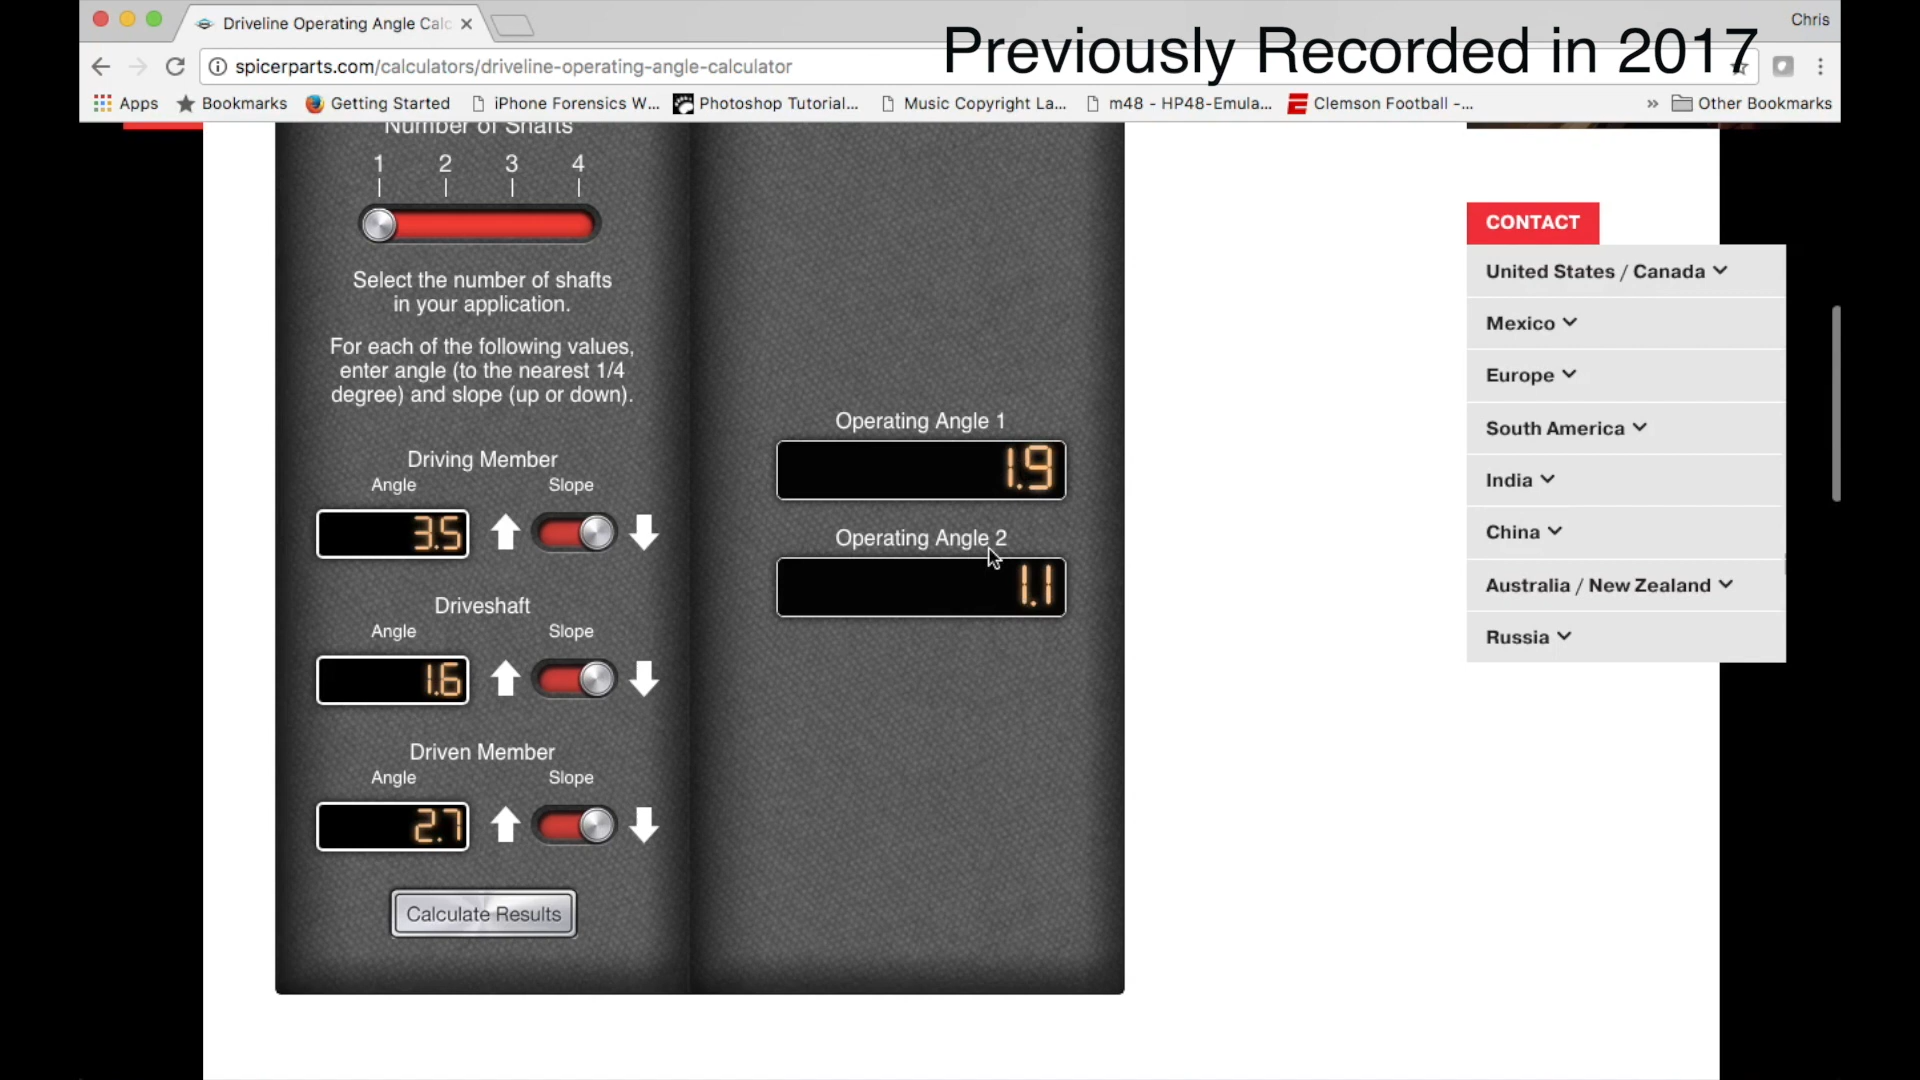 Driveline Operating Angle Calc
Chris
Previously Recorded in 2017
spicerparts.com/calculators/driveline-operating-angle-calculator
Apps
Bookmarks
Getting Started
iPhone Forensics W...
Photoshop Tutorial...
Music Copyright La...
m48 - HP48-Emula...
Clemson Football -...
»
Other Bookmarks
Number of Shafts
1 2 3 4
Select the number of shafts
in your application.
For each of the following values,
enter angle (to the nearest 1/4
degree) and slope (up or down).
Driving Member
Angle Slope
3.5
Driveshaft
Angle Slope
1.6
Driven Member
Angle Slope
2.7
Calculate Results
Operating Angle 1
1.9
Operating Angle 2
1.1
CONTACT
United States / Canada
Mexico
Europe
South America
India
China
Australia / New Zealand
Russia